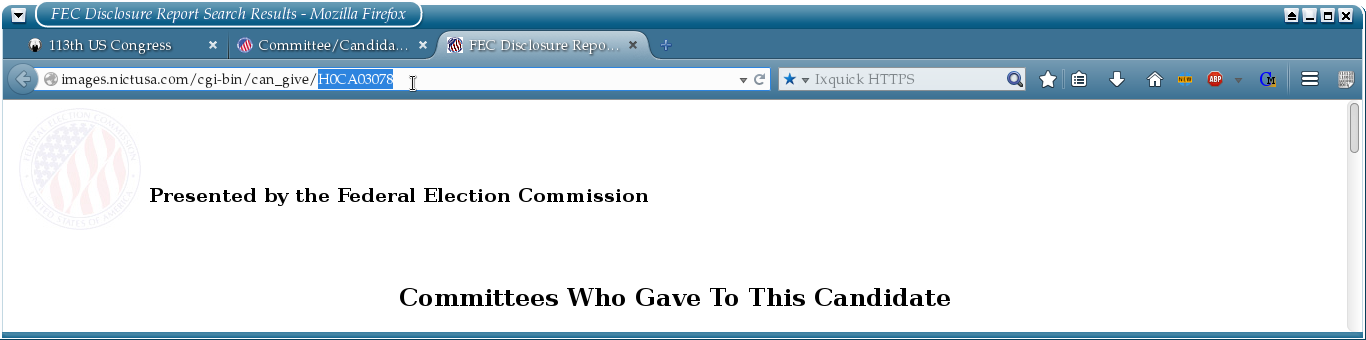 FEC Disclosure Report Search Results - Mozilla Firefox
113th US Congress
Committee/Candida...
FEC Disclosure Repo...
images.nictusa.com/cgi-bin/can_give/H0CA03078
Ixquick HTTPS
NEW
ABP
FEDERAL ELECTION COMMISSION
UNITED STATES OF AMERICA
Presented by the Federal Election Commission
Committees Who Gave To This Candidate